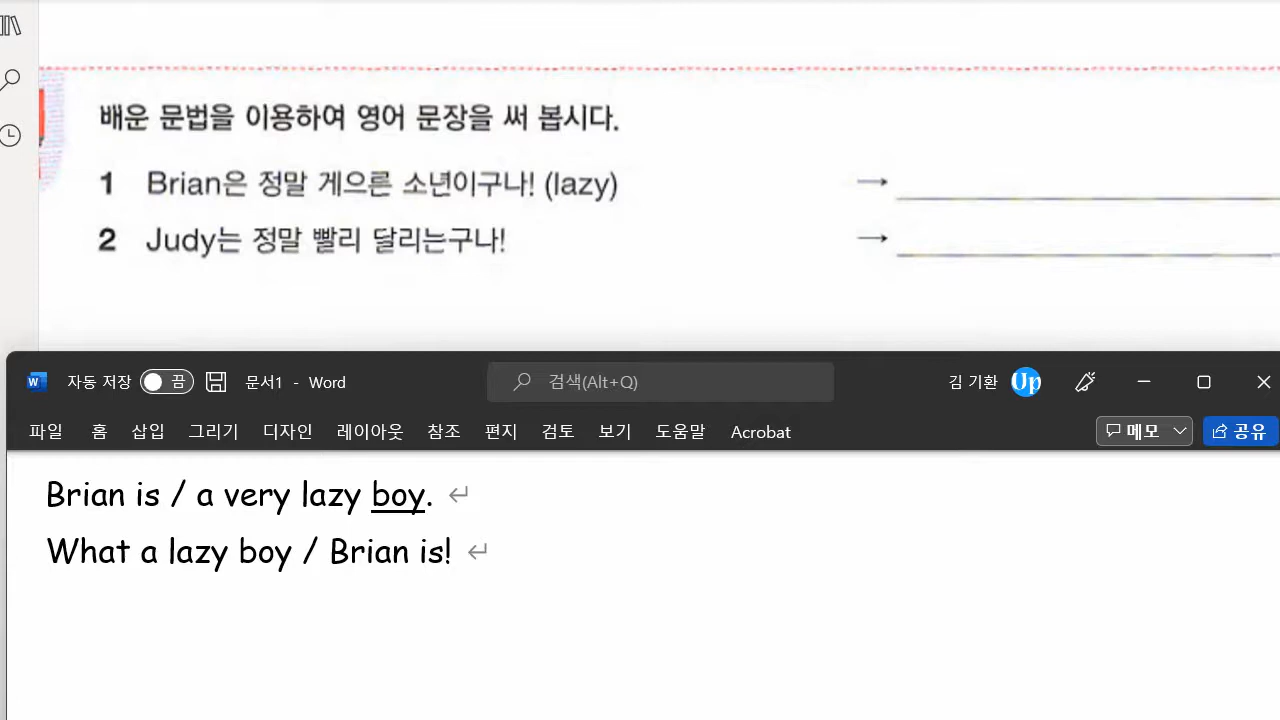 배운 문법을 이용하여 영어 문장을 써 봅시다.
1 Brian은 정말 게으른 소년이구나! (lazy) →
2 Judy는 정말 빨리 달리는구나! →
자동 저장 끔 문서1 - Word 검색(Alt+Q) 김 기환 Up
파일 홈 삽입 그리기 디자인 레이아웃 참조 편지 검토 보기 도움말 Acrobat 메모 공유
Brian is / a very lazy boy.
What a lazy boy / Brian is!